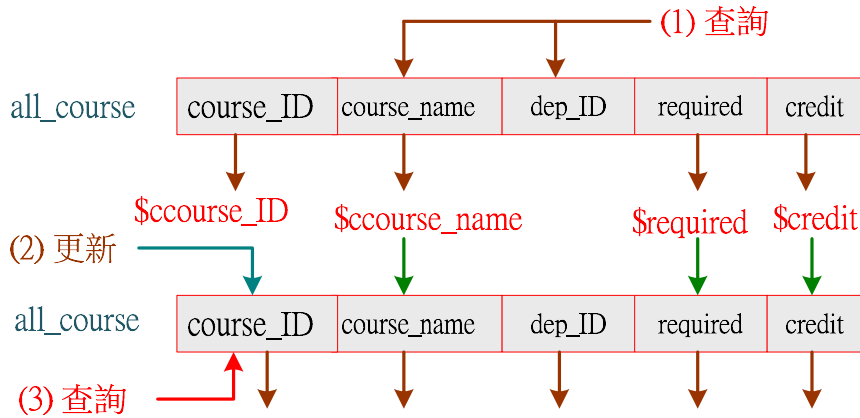 (1) 查詢
all_course course_ID course_name dep_ID required credit
$ccourse_ID $ccourse_name $required $credit
(2) 更新
all_course course_ID course_name dep_ID required credit
(3) 查詢